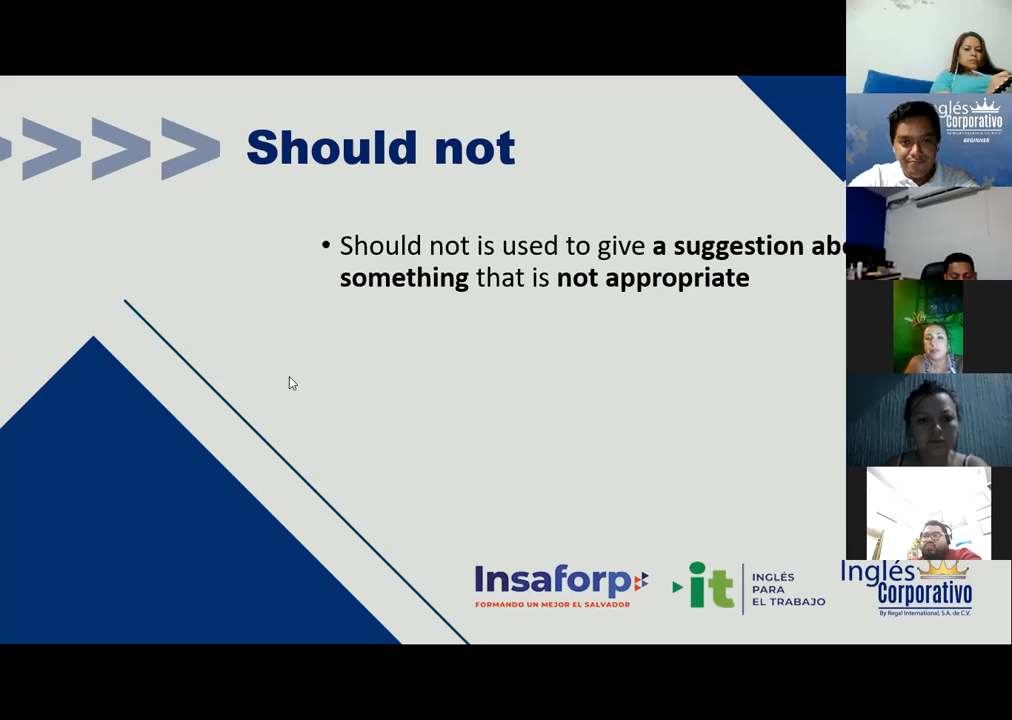 Should not
• Should not is used to give a suggestion
something that is not appropriate
Insaforp
FORMANDO UN MEJOR EL SALVADOR
it
INGLÉS
PARA
EL TRABAJO
Inglés
Corporativo
By Regal International, S.A. de C.V.
Inglés
Corporativo
BEGINNER